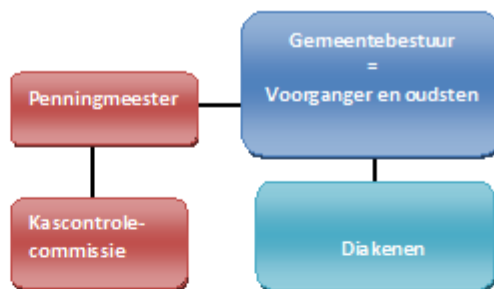 Gemeentebestuur
=
Voorganger en oudsten
Penningmeester
Kascontrole-
commissie
Diakenen